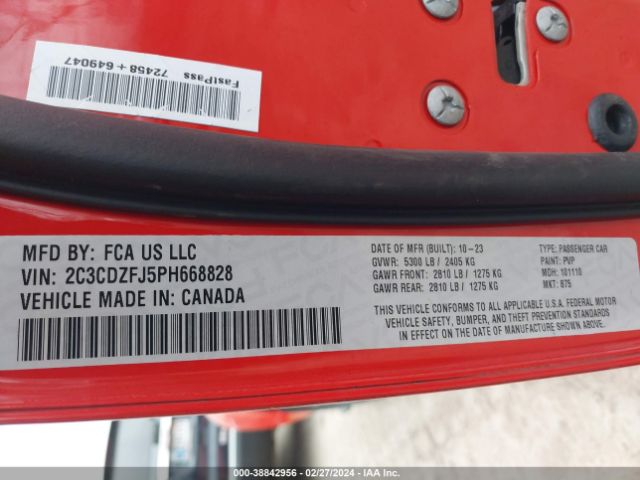 FastPass 72458 + 649047
MFD BY: FCA US LLC
VIN: 2C3CDZFJ5PH668828
VEHICLE MADE IN: CANADA
DATE OF MFR (BUILT): 10-23
GVWR: 5300 LB / 2405 KG
GAWR FRONT: 2810 LB / 1275 KG
GAWR REAR: 2810 LB / 1275 KG
TYPE: PASSENGER CAR
PAINT: PVP
MDH: 101110
MKT: 875
THIS VEHICLE CONFORMS TO ALL APPLICABLE U.S.A. FEDERAL MOTOR
VEHICLE SAFETY, BUMPER, AND THEFT PREVENTION STANDARDS
IN EFFECT ON THE DATE OF MANUFACTURE SHOWN ABOVE.
000-38842956 | 02/27/2024 | IAA Inc.